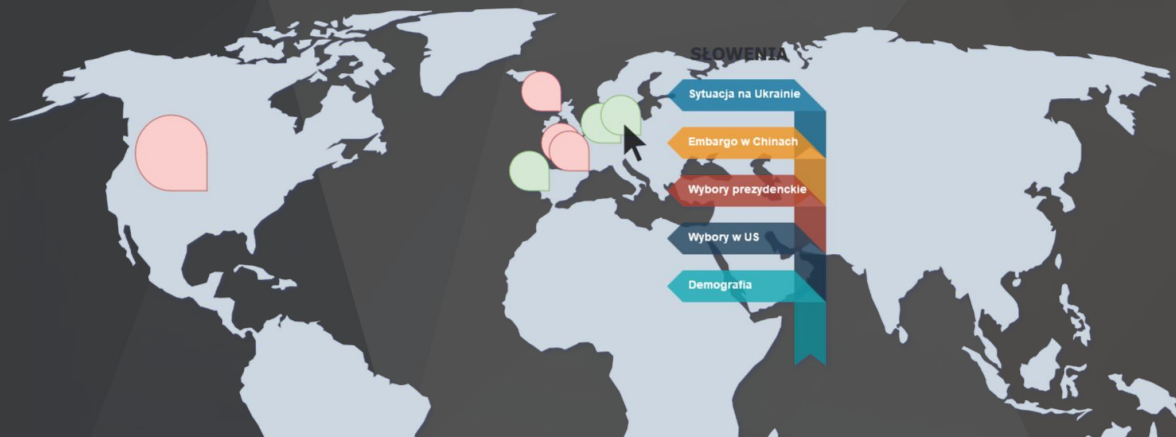 SŁOWENIA
Sytuacja na Ukrainie
Embargo w Chinach
Wybory prezydenckie
Wybory w US
Demografia